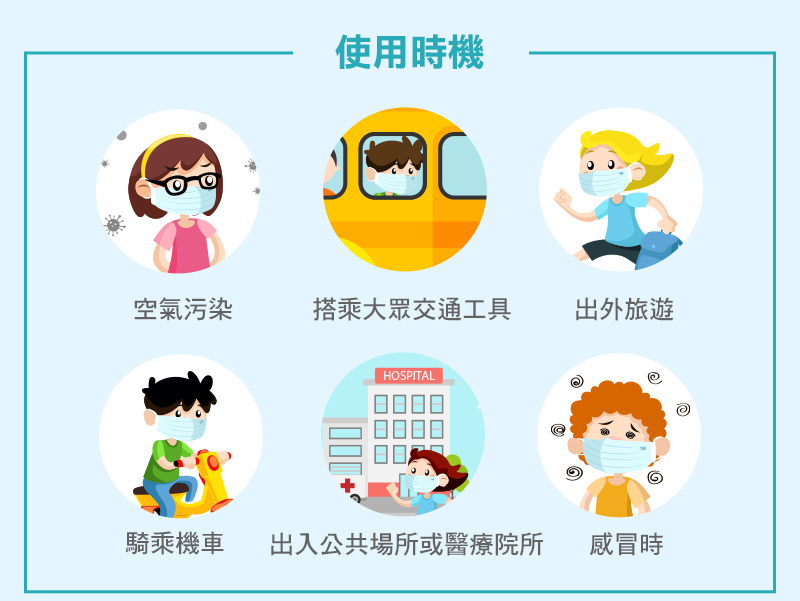 使用時機
空氣污染
搭乘大眾交通工具
出外旅遊
HOSPITAL
騎乘機車
出入公共場所或醫療院所
感冒時